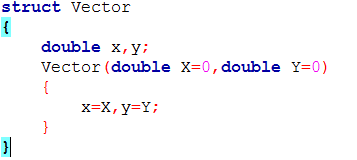 struct Vector
{
    double x,y;
    Vector(double X=0,double Y=0)
    {
        x=X,y=Y;
    }
}